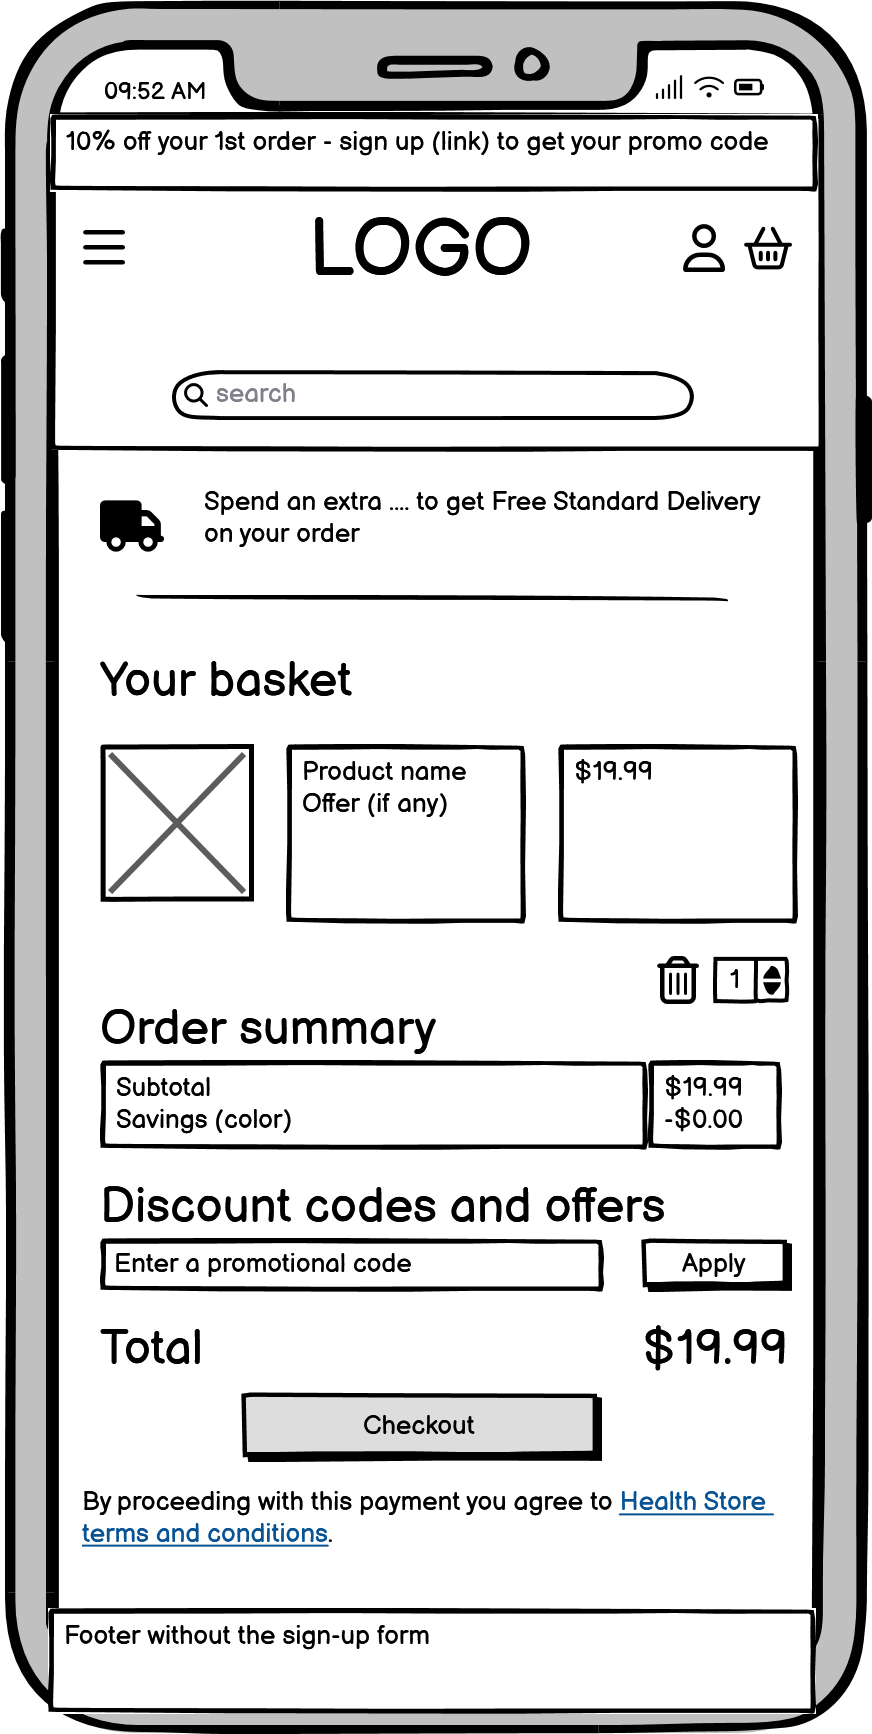 09:52 AM
10% off your 1st order - sign up (link) to get your promo code
LOGO
search
Spend an extra .... to get Free Standard Delivery
on your order
Your basket
Product name
Offer (if any)
$19.99
1
Order summary
Subtotal
Savings (color)
$19.99
-$0.00
Discount codes and offers
Enter a promotional code
Apply
Total
$19.99
Checkout
By proceeding with this payment you agree to Health Store
terms and conditions.
Footer without the sign-up form